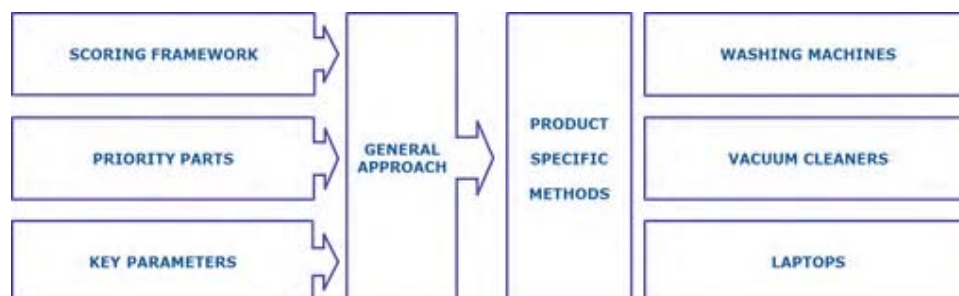 SCORING FRAMEWORK
PRIORITY PARTS
KEY PARAMETERS
GENERAL
APPROACH
PRODUCT
SPECIFIC
METHODS
WASHING MACHINES
VACUUM CLEANERS
LAPTOPS